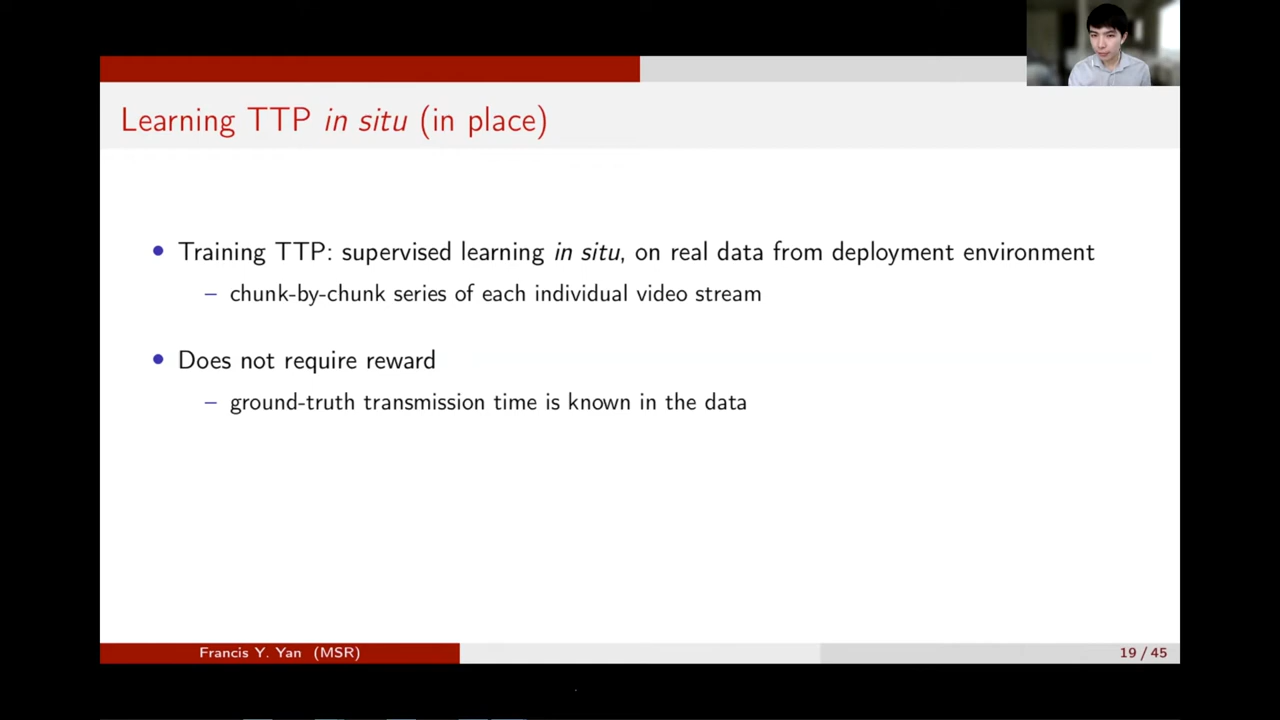 Learning TTP in situ (in place)
• Training TTP: supervised learning in situ, on real data from deployment environment
– chunk-by-chunk series of each individual video stream
• Does not require reward
– ground-truth transmission time is known in the data
Francis Y. Yan (MSR)
19 / 45